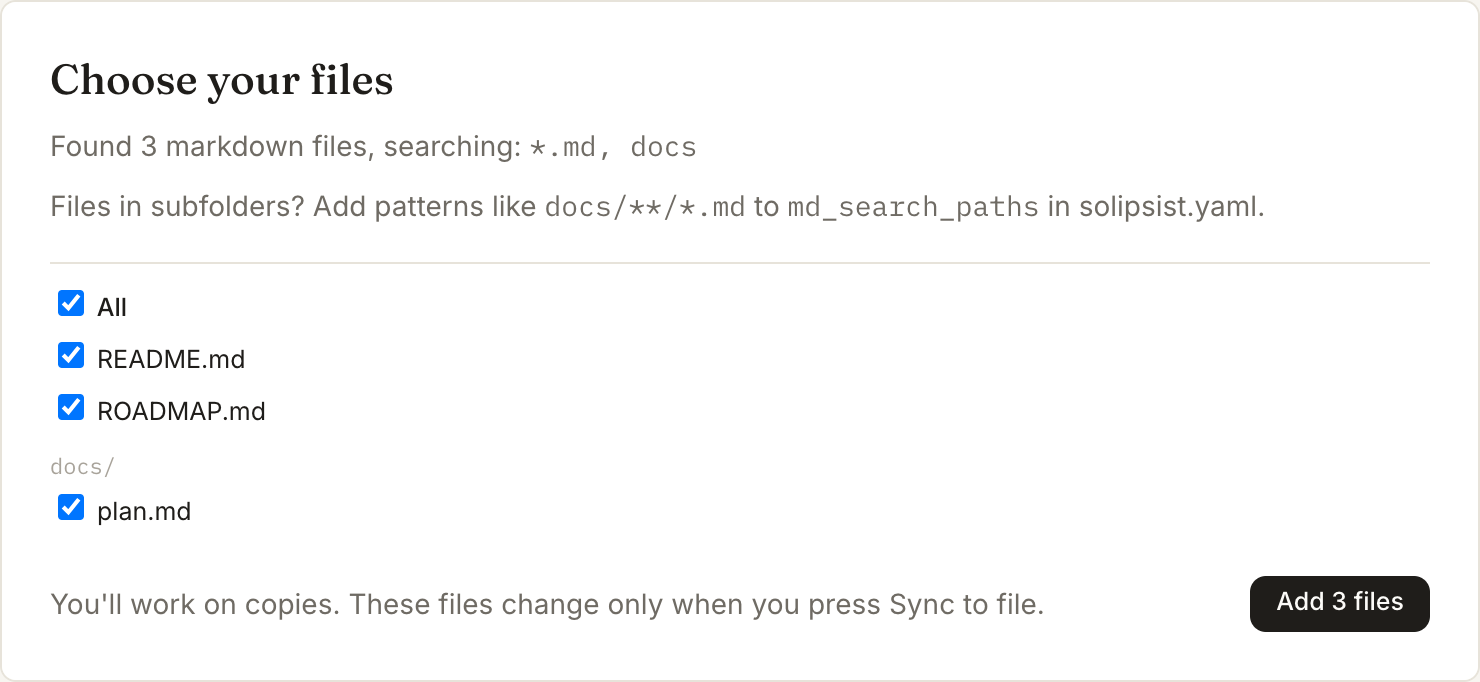 Choose your files
Found 3 markdown files, searching: *.md, docs
Files in subfolders? Add patterns like docs/**/*.md to md_search_paths in solipsist.yaml.
All
README.md
ROADMAP.md
docs/
plan.md
You'll work on copies. These files change only when you press Sync to file.
Add 3 files